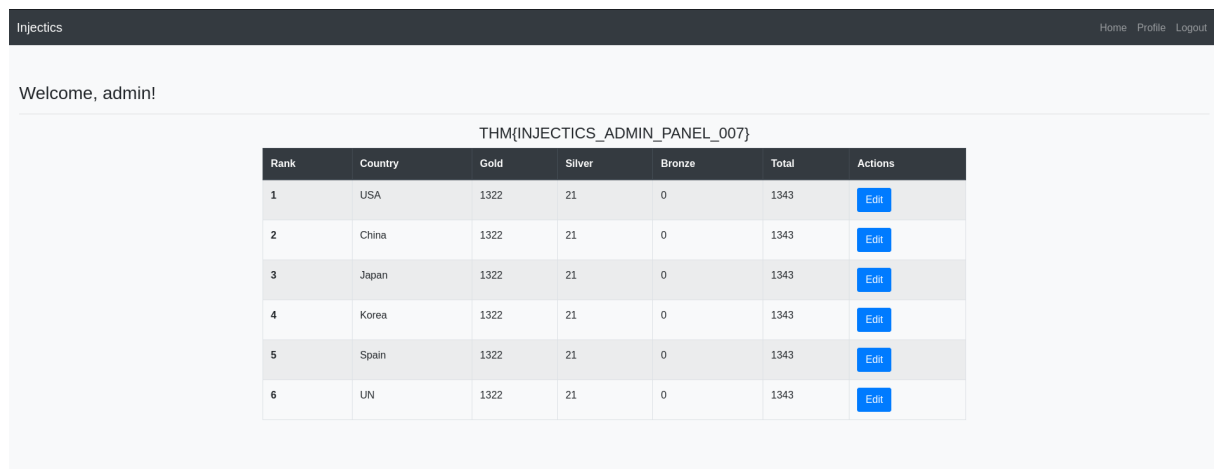 Injectics Home Profile Logout
Welcome, admin!
THM{INJECTICS_ADMIN_PANEL_007}
Rank Country Gold Silver Bronze Total Actions
1 USA 1322 21 0 1343 Edit
2 China 1322 21 0 1343 Edit
3 Japan 1322 21 0 1343 Edit
4 Korea 1322 21 0 1343 Edit
5 Spain 1322 21 0 1343 Edit
6 UN 1322 21 0 1343 Edit